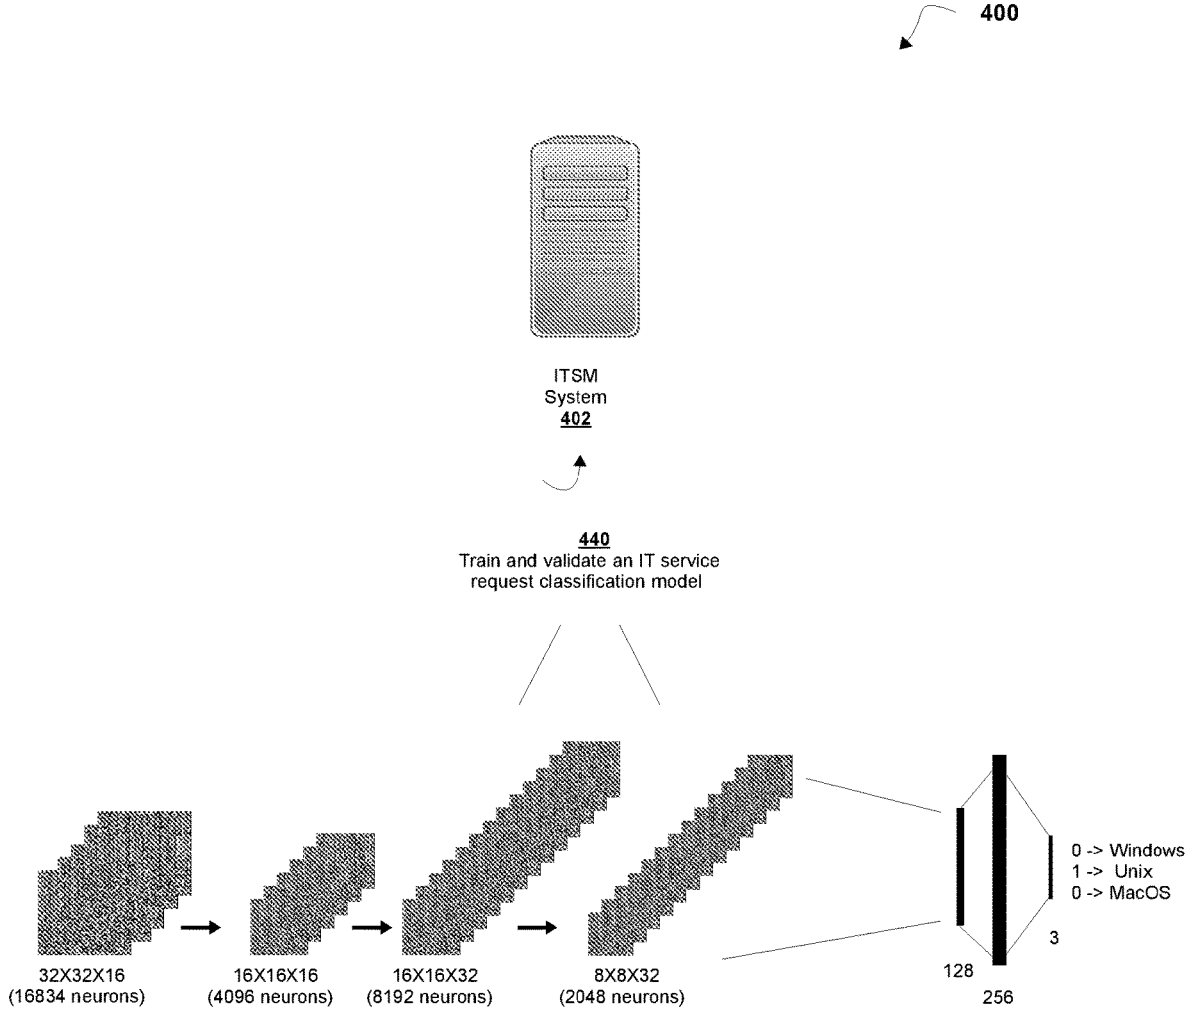 400
ITSM
System
402
440
Train and validate an IT service
request classification model
0 -> Windows
1 -> Unix
0 -> MacOS
3
128
256
32X32X16
(16834 neurons)
16X16X16
(4096 neurons)
16X16X32
(8192 neurons)
8X8X32
(2048 neurons)